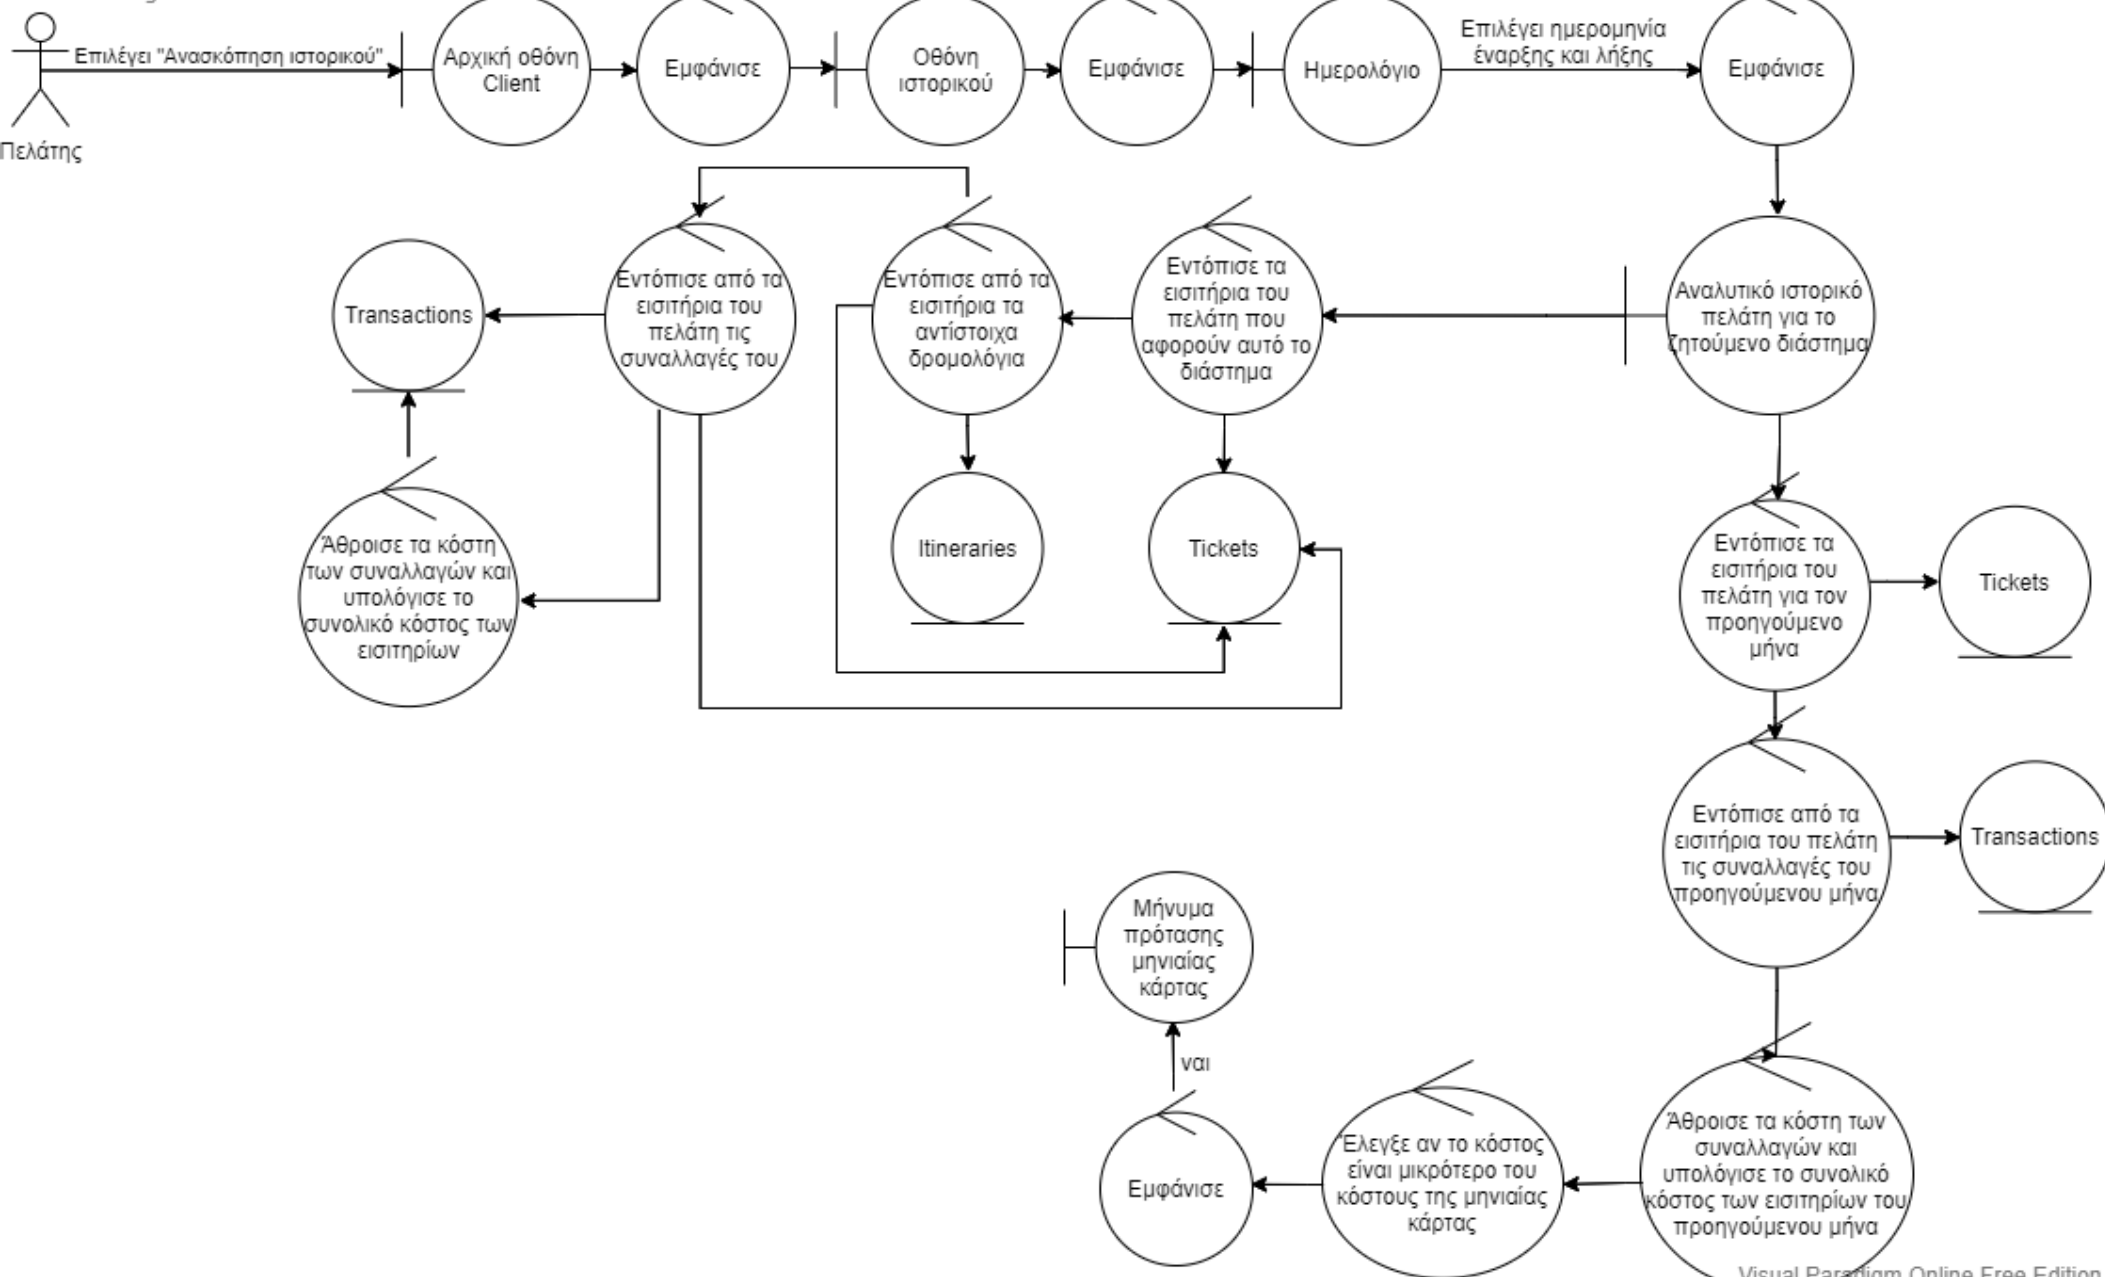 Επιλέγει "Ανασκόπηση ιστορικού"
Πελάτης
Αρχική οθόνη
Client
Εμφάνισε
Οθόνη
ιστορικού
Εμφάνισε
Ημερολόγιο
Επιλέγει ημερομηνία
έναρξης και λήξης
Εμφάνισε
Transactions
Εντόπισε από τα
εισιτήρια του
πελάτη τις
συναλλαγές του
Εντόπισε από τα
εισιτήρια τα
αντίστοιχα
δρομολόγια
Εντόπισε τα
εισιτήρια του
πελάτη που
αφορούν αυτό το
διάστημα
Αναλυτικό ιστορικό
πελάτη για το
ζητούμενο διάστημα
Άθροισε τα κόστη
των συναλλαγών και
υπολόγισε το
συνολικό κόστος των
εισιτηρίων
Itineraries
Tickets
Εντόπισε τα
εισιτήρια του
πελάτη για τον
προηγούμενο
μήνα
Tickets
Εντόπισε από τα
εισιτήρια του πελάτη
τις συναλλαγές του
προηγούμενου μήνα
Transactions
Μήνυμα
πρότασης
μηνιαίας
κάρτας
ναι
Εμφάνισε
Έλεγξε αν το κόστος
είναι μικρότερο του
κόστους της μηνιαίας
κάρτας
Άθροισε τα κόστη των
συναλλαγών και
υπολόγισε το συνολικό
κόστος των εισιτηρίων του
προηγούμενου μήνα
Visual Paradigm Online Free Edition